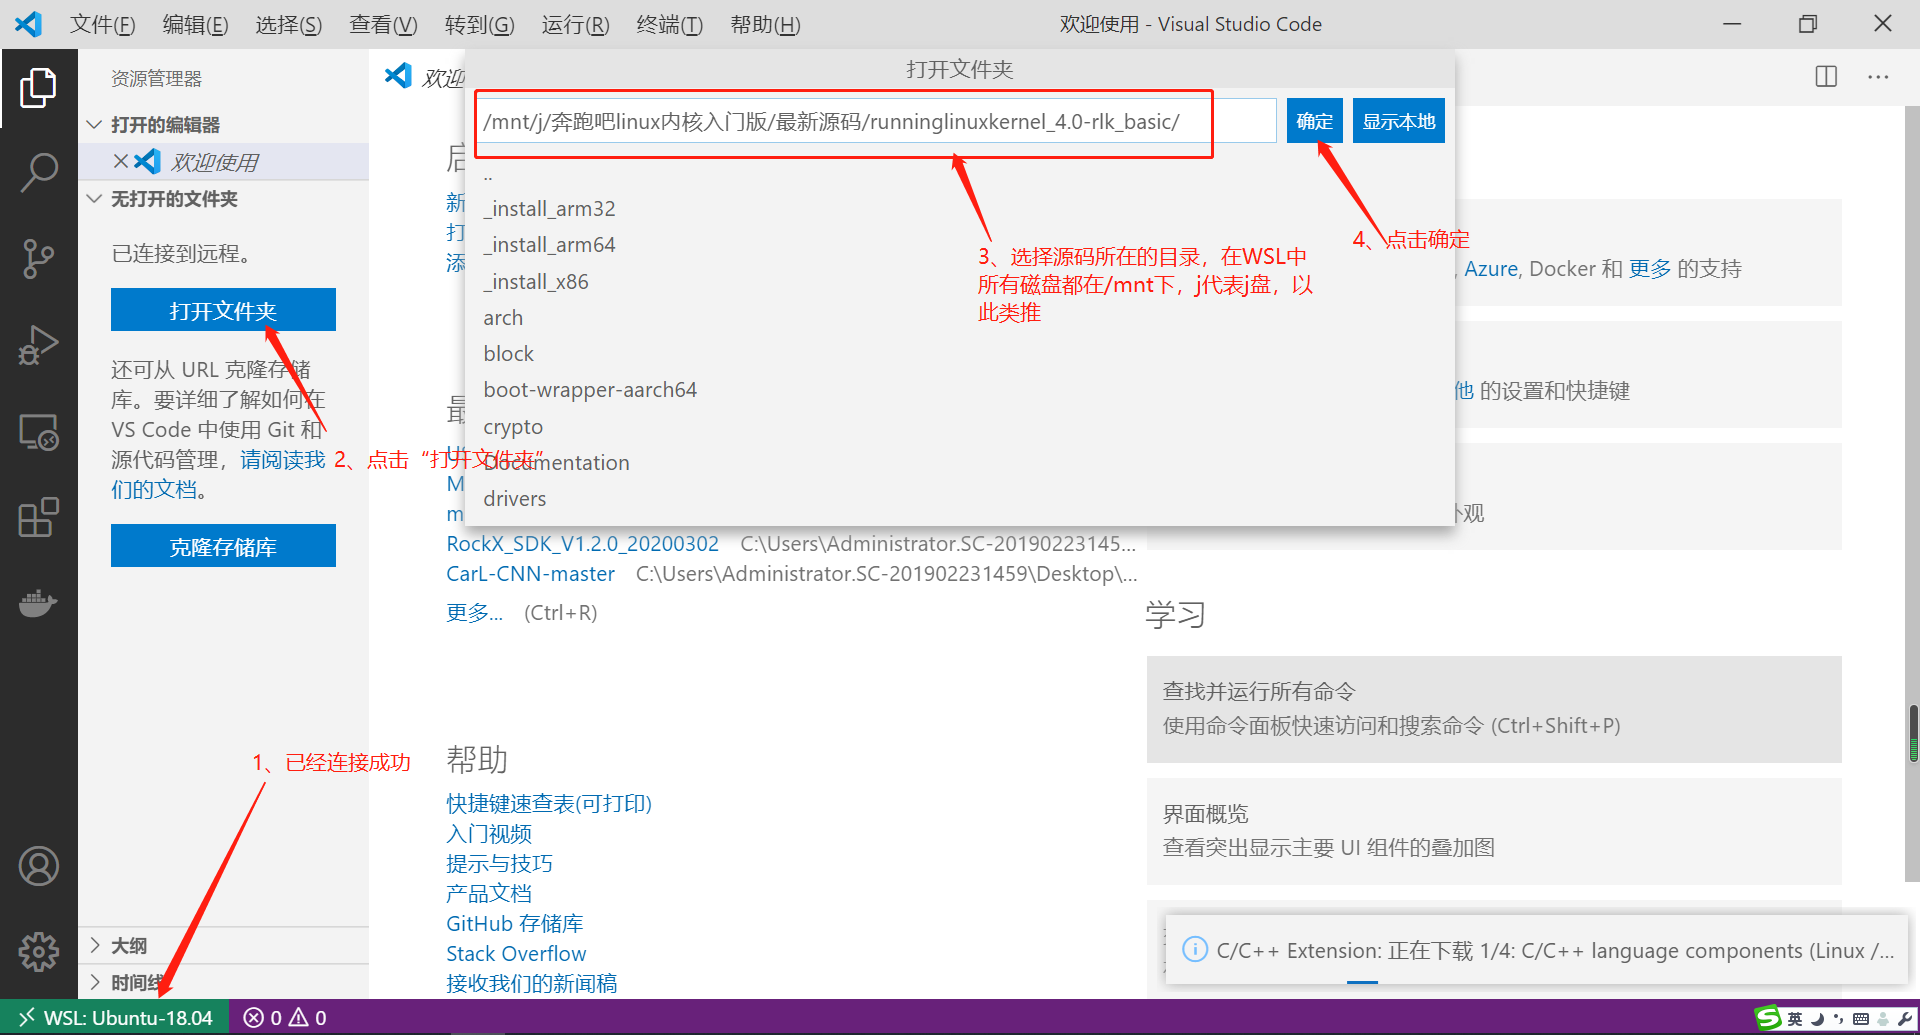 文件(F) 编辑(E) 选择(S) 查看(V) 转到(G) 运行(R) 终端(T) 帮助(H)
欢迎使用 - Visual Studio Code
资源管理器
打开的编辑器
欢迎使用
无打开的文件夹
已连接到远程。
打开文件夹
还可从 URL 克隆存储
库。要详细了解如何在
VS Code 中使用 Git 和
源代码管理，请阅读我
们的文档。
克隆存储库
大纲
时间线
欢迎
打开文件夹
/mnt/j/奔跑吧linux内核入门版/最新源码/runninglinuxkernel_4.0-rlk_basic/
确定
显示本地
..
_install_arm32
_install_arm64
_install_x86
arch
block
boot-wrapper-aarch64
crypto
Documentation
drivers
1、已经连接成功
2、点击“打开文件夹”
3、选择源码所在的目录，在WSL中
所有磁盘都在/mnt下，j代表j盘，以
此类推
4、点击确定
启
新
打
添
最
M
m
RockX_SDK_V1.2.0_20200302 C:\Users\Administrator.SC-20190223145...
CarL-CNN-master C:\Users\Administrator.SC-201902231459\Desktop\...
更多... (Ctrl+R)
帮助
快捷键速查表(可打印)
入门视频
提示与技巧
产品文档
GitHub 存储库
Stack Overflow
接收我们的新闻稿
, Azure, Docker 和 更多 的支持
他 的设置和快捷键
外观
学习
查找并运行所有命令
使用命令面板快速访问和搜索命令 (Ctrl+Shift+P)
界面概览
查看突出显示主要 UI 组件的叠加图
C/C++ Extension: 正在下载 1/4: C/C++ language components (Linux /...
WSL: Ubuntu-18.04
0
0
英